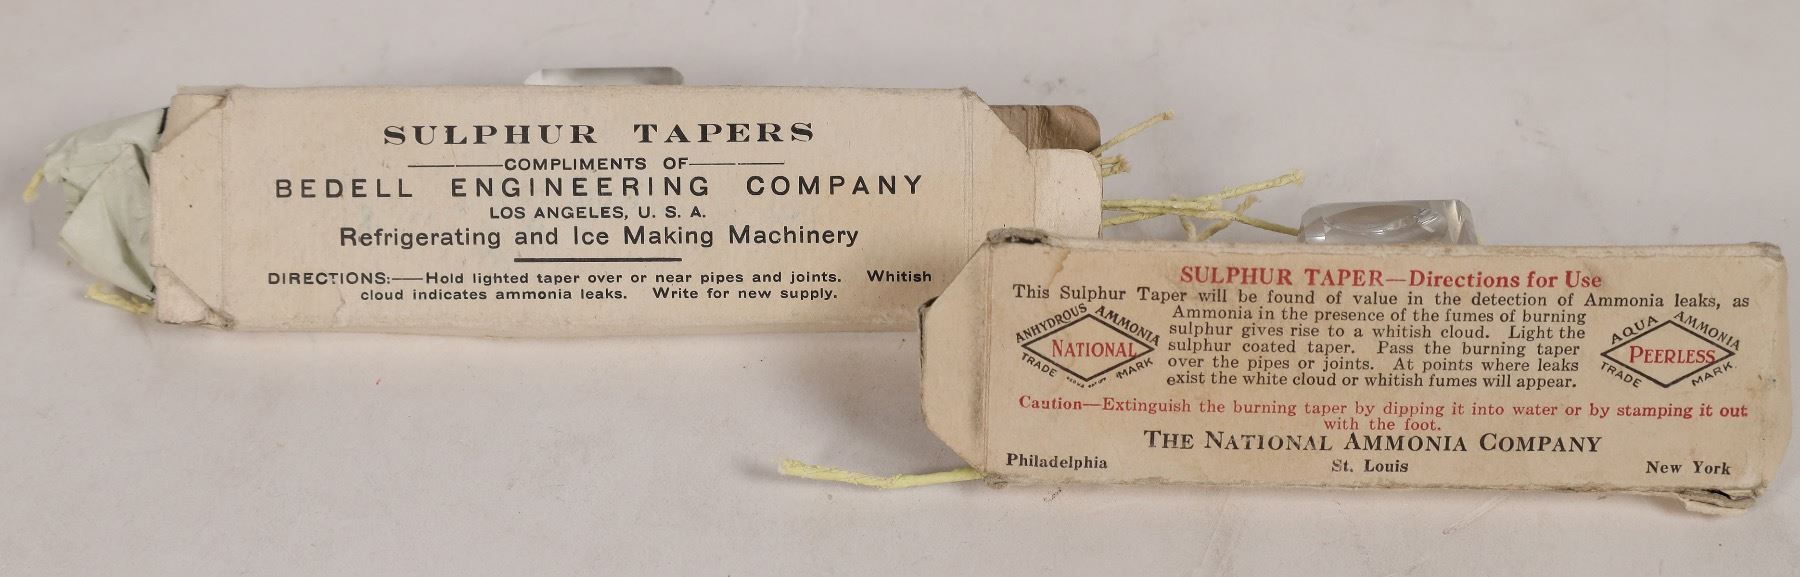 SULPHUR TAPERS
COMPLIMENTS OF
BEDELL ENGINEERING COMPANY
LOS ANGELES, U. S. A.
Refrigerating and Ice Making Machinery
DIRECTIONS:—Hold lighted taper over or near pipes and joints. Whitish
cloud indicates ammonia leaks. Write for new supply.
SULPHUR TAPER—Directions for Use
This Sulphur Taper will be found of value in the detection of Ammonia leaks, as
Ammonia in the presence of the fumes of burning
sulphur gives rise to a whitish cloud. Light the
sulphur coated taper. Pass the burning taper
over the pipes or joints. At points where leaks
exist the white cloud or whitish fumes will appear.
ANHYDROUS AMMONIA
NATIONAL
TRADE MARK
AQUA AMMONIA
PEERLESS
TRADE MARK
Caution—Extinguish the burning taper by dipping it into water or by stamping it out
with the foot.
THE NATIONAL AMMONIA COMPANY
Philadelphia St. Louis New York